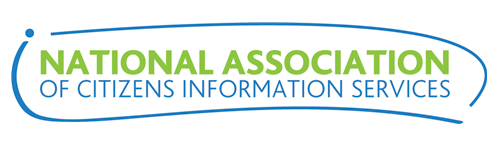 NATIONAL ASSOCIATION
OF CITIZENS INFORMATION SERVICES